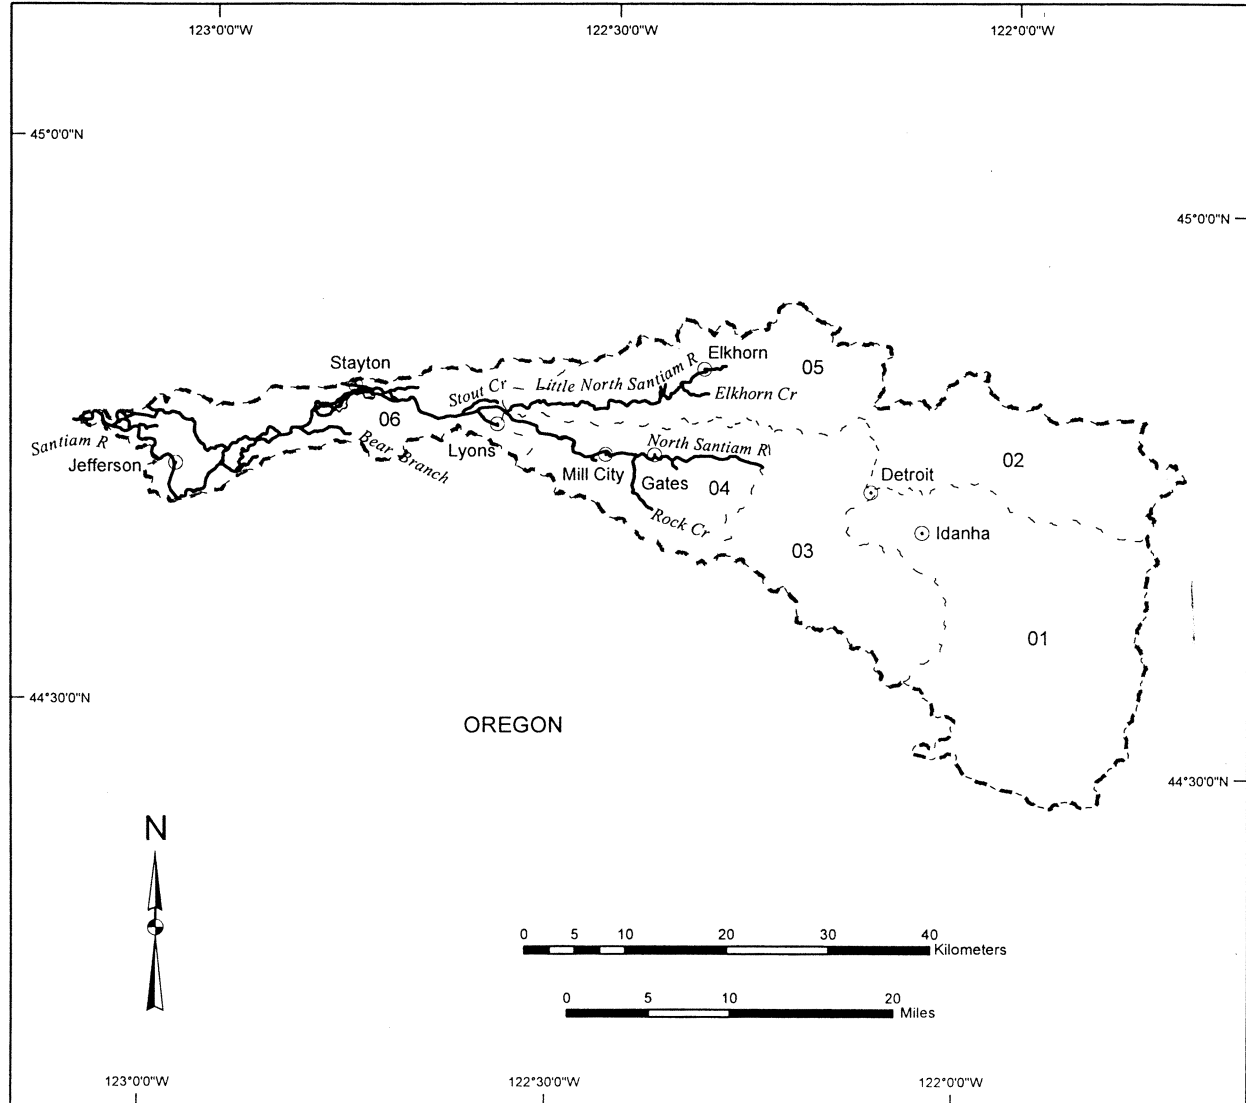 123°0'0"W
122°30'0"W
122°0'0"W
45°0'0"N
45°0'0"N
Elkhorn
Stayton
05
Little North Santiam R
Stout Cr
Elkhorn Cr
06
Santiam R
Bear Branch
North Santiam R
Lyons
02
Jefferson
Mill City
Gates
04
Detroit
Rock Cr
Idanha
03
01
44°30'0"N
OREGON
44°30'0"N
N
0 5 10 20 30 40
Kilometers
0 5 10 20
Miles
123°0'0"W
122°30'0"W
122°0'0"W